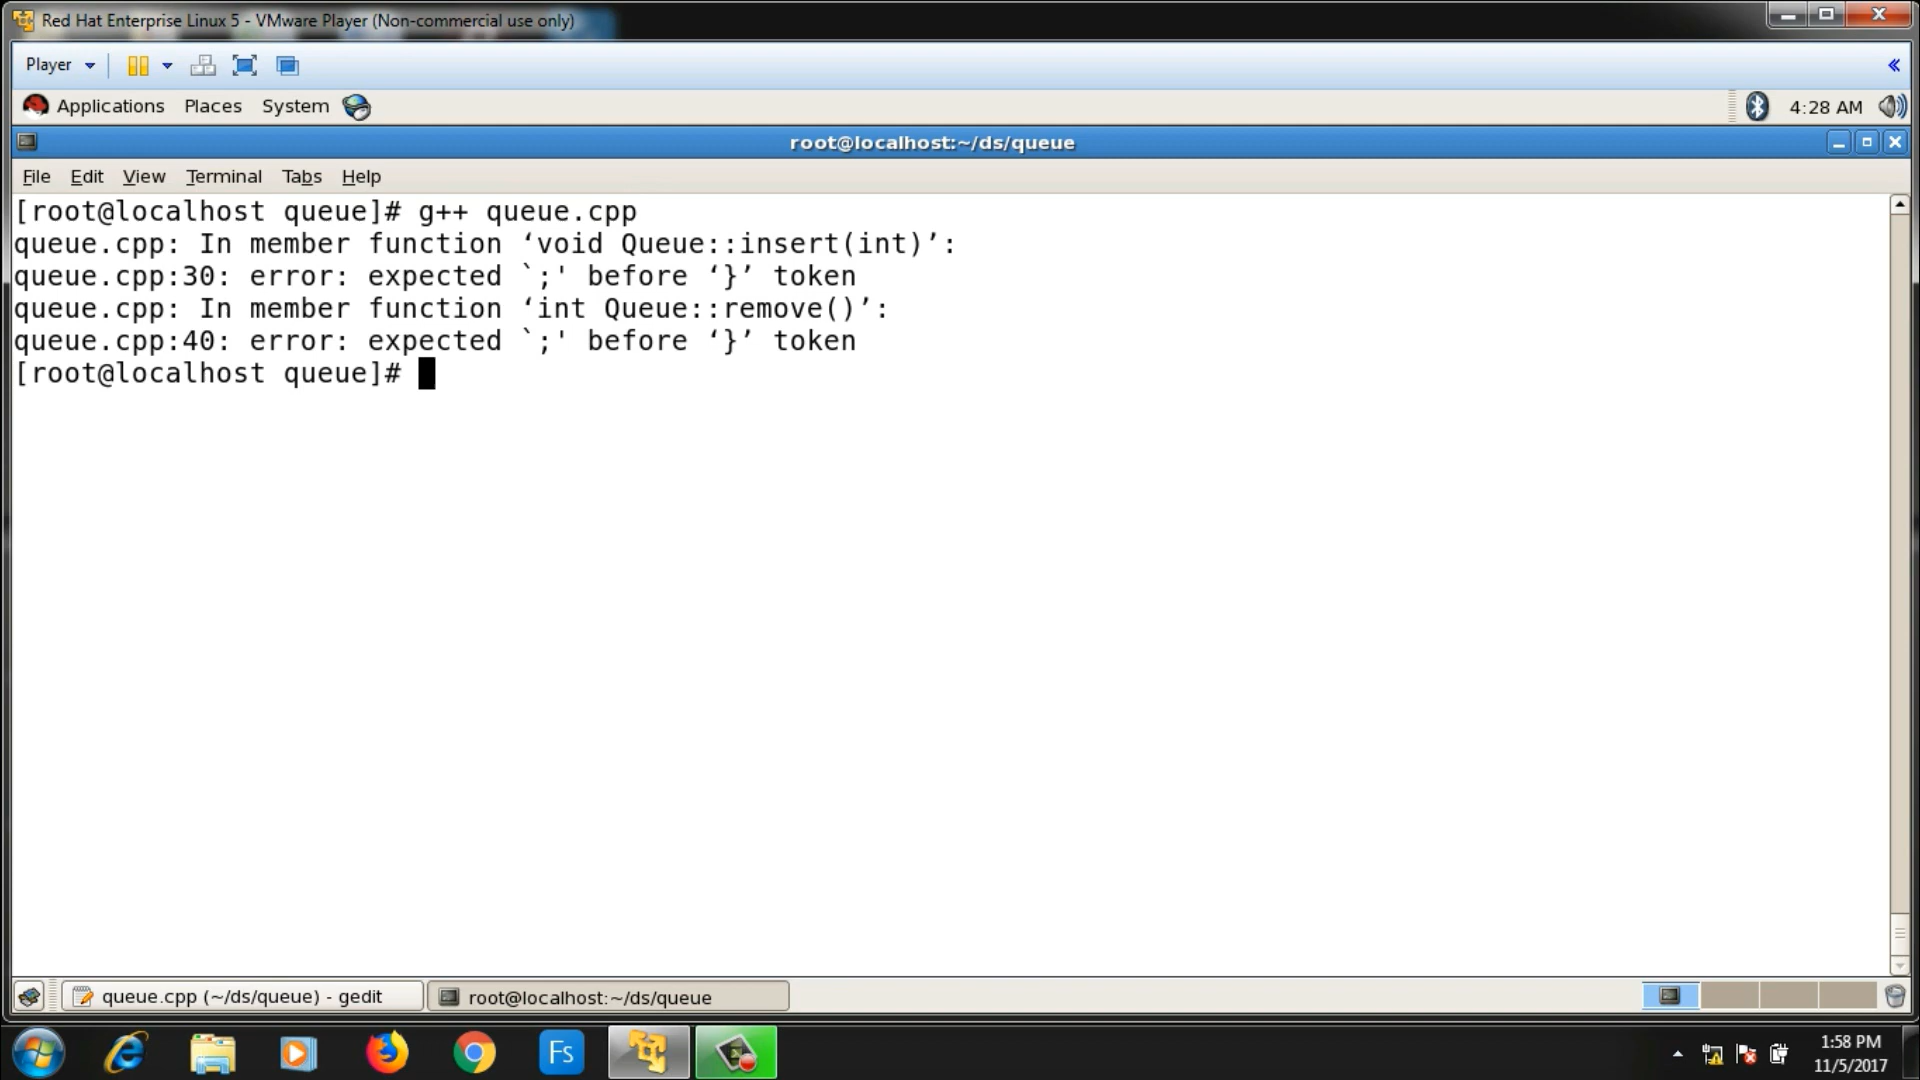 Red Hat Enterprise Linux 5 - VMware Player (Non-commercial use only)
Player
Applications Places System
4:28 AM
root@localhost:~/ds/queue
File Edit View Terminal Tabs Help
[root@localhost queue]# g++ queue.cpp
queue.cpp: In member function ‘void Queue::insert(int)’:
queue.cpp:30: error: expected `;' before ‘}’ token
queue.cpp: In member function ‘int Queue::remove()’:
queue.cpp:40: error: expected `;' before ‘}’ token
[root@localhost queue]#
queue.cpp (~/ds/queue) - gedit
root@localhost:~/ds/queue
Fs
1:58 PM
11/5/2017